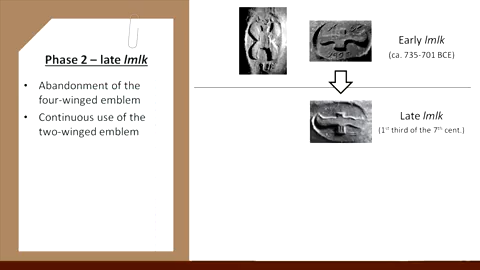 Phase 2 – late lmlk
• Abandonment of the
four-winged emblem
• Continuous use of the
two-winged emblem
Early lmlk
(ca. 735-701 BCE)
Late lmlk
(1st third of the 7th cent.)